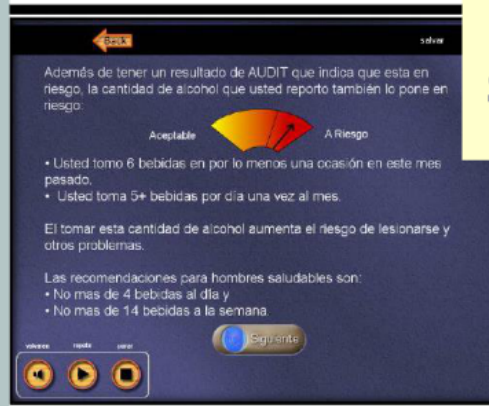 Back
salvar
Además de tener un resultado de AUDIT que indica que esta en
riesgo, la cantidad de alcohol que usted reporto también lo pone en
riesgo:
Aceptable
A Riesgo
• Usted tomo 6 bebidas en por lo menos una ocasión en este mes
pasado.
• Usted toma 5+ bebidas por día una vez al mes.
El tomar esta cantidad de alcohol aumenta el riesgo de lesionarse y
otros problemas.
Las recomendaciones para hombres saludables son:
• No mas de 4 bebidas al día y
• No mas de 14 bebidas a la semana.
Siguiente
volumen repetir parar